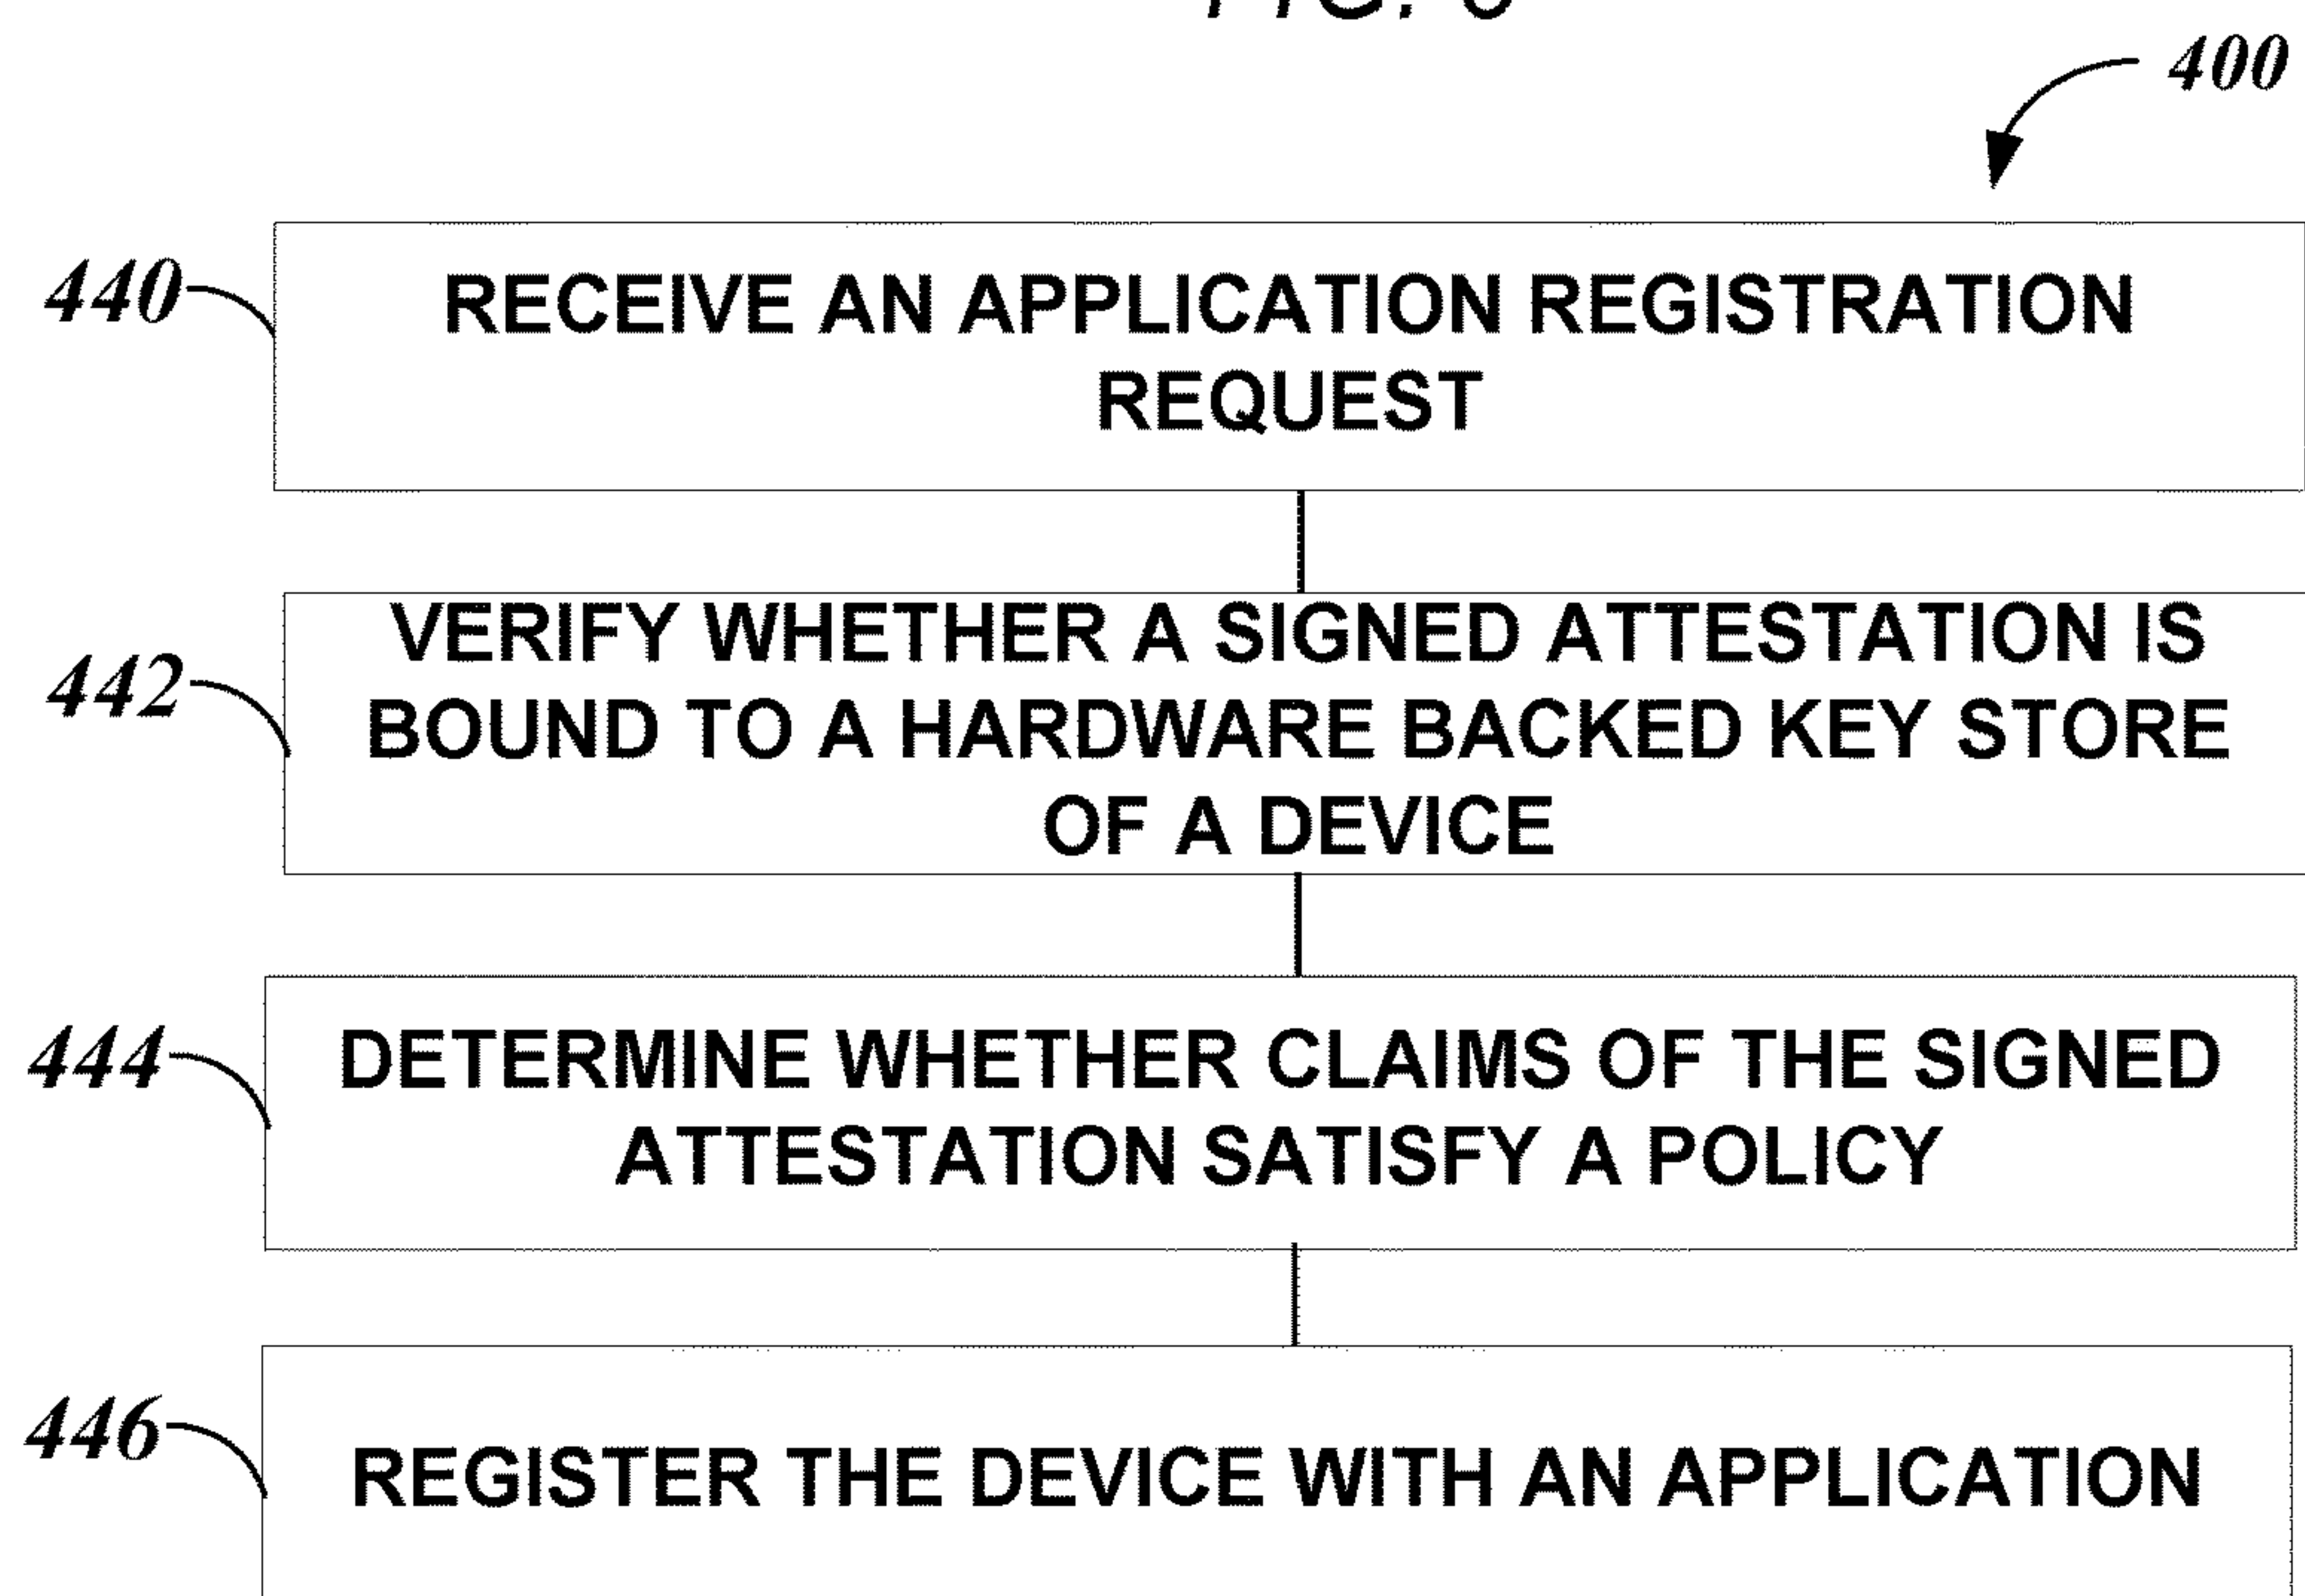 400
440
RECEIVE AN APPLICATION REGISTRATION
REQUEST
442
VERIFY WHETHER A SIGNED ATTESTATION IS
BOUND TO A HARDWARE BACKED KEY STORE
OF A DEVICE
444
DETERMINE WHETHER CLAIMS OF THE SIGNED
ATTESTATION SATISFY A POLICY
446
REGISTER THE DEVICE WITH AN APPLICATION